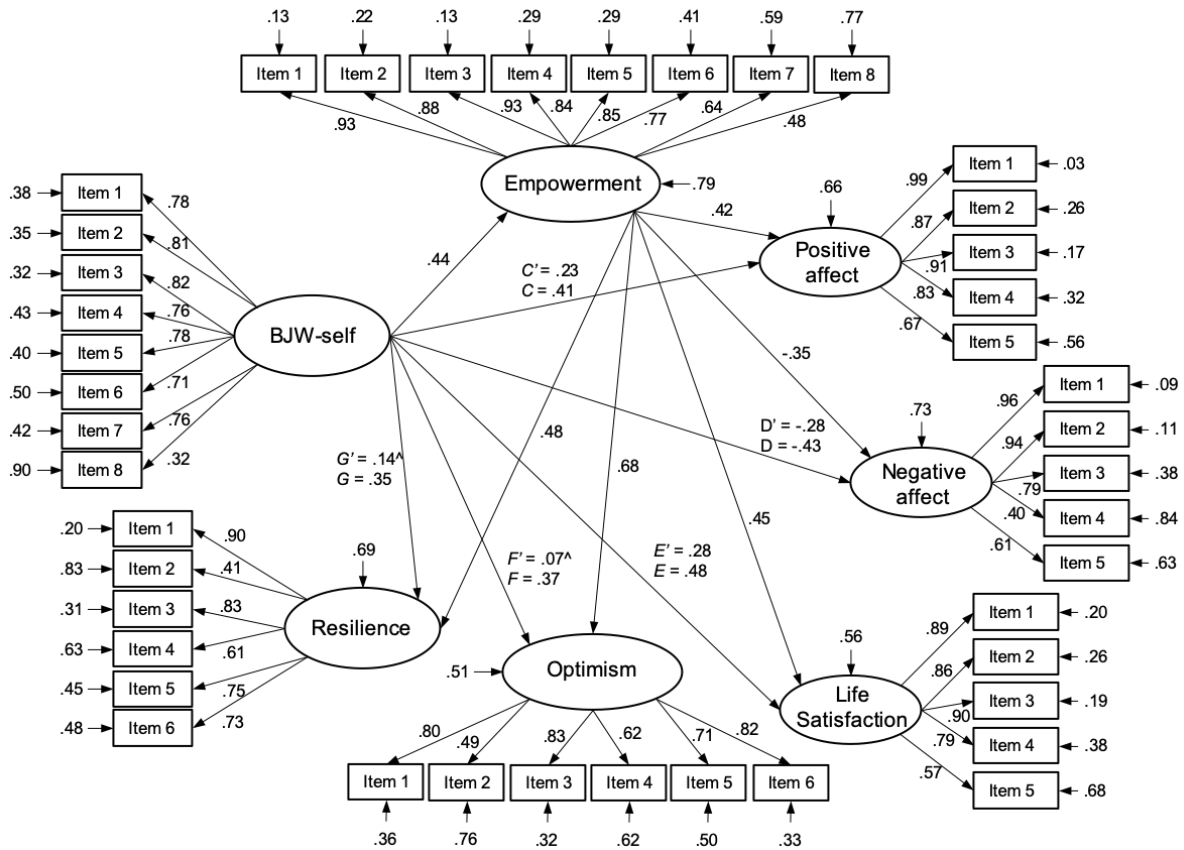 .13 .22 .13 .29 .29 .41 .59 .77
Item 1 Item 2 Item 3 Item 4 Item 5 Item 6 Item 7 Item 8
.93 .88 .93 .84 .85 .77 .64 .48
Empowerment
.79
.38 Item 1 .78
.35 Item 2 .81
.32 Item 3 .82
.43 Item 4 .76
.40 Item 5 .78
.50 Item 6 .71
.42 Item 7 .76
.90 Item 8 .32
BJW-self
.44
C’ = .23
C = .41
.42
.66
Positive
affect
.99 Item 1 .03
.87 Item 2 .26
.91 Item 3 .17
.83 Item 4 .32
.67 Item 5 .56
-.35
D’ = -.28
D = -.43
.73
Negative
affect
.96 Item 1 .09
.94 Item 2 .11
.79 Item 3 .38
.40 Item 4 .84
.61 Item 5 .63
.48
.68
.45
G’ = .14^
G = .35
F’ = .07^
F = .37
E’ = .28
E = .48
.20 Item 1 .90
.83 Item 2 .41
.31 Item 3 .83
.63 Item 4 .61
.45 Item 5 .75
.48 Item 6 .73
.69
Resilience
.51
Optimism
.80 .49 .83 .62 .71 .82
Item 1 Item 2 Item 3 Item 4 Item 5 Item 6
.36 .76 .32 .62 .50 .33
.56
Life
Satisfaction
.89 Item 1 .20
.86 Item 2 .26
.90 Item 3 .19
.79 Item 4 .38
.57 Item 5 .68